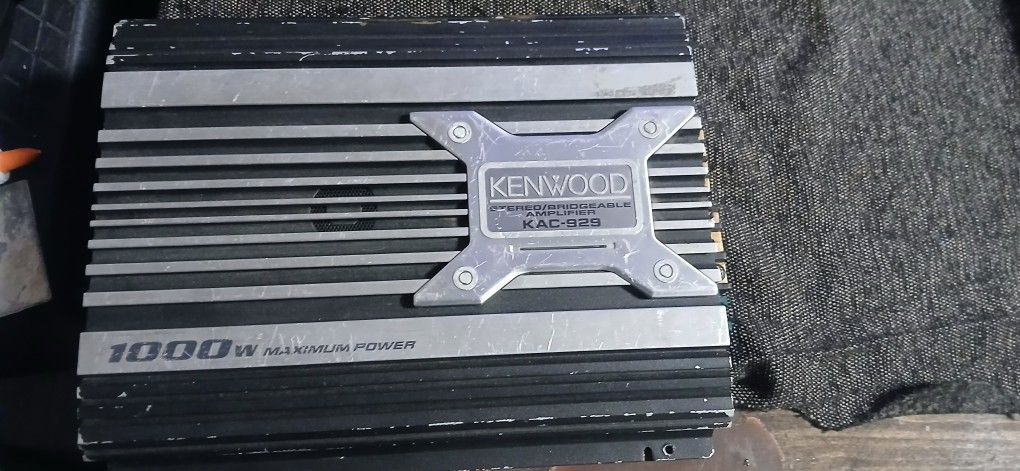 KENWOOD
STEREO/BRIDGEABLE
AMPLIFIER
KAC-929
1000W MAXIMUM POWER